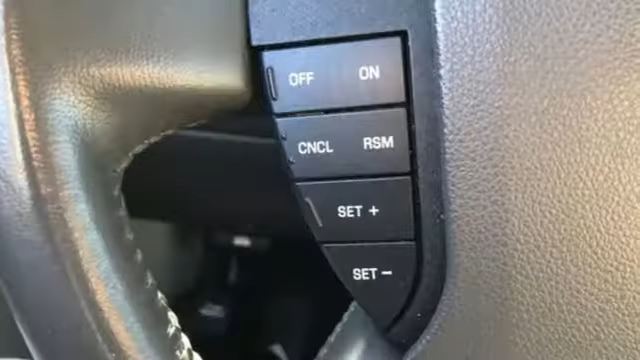 OFF ON
CNCL RSM
SET +
SET -